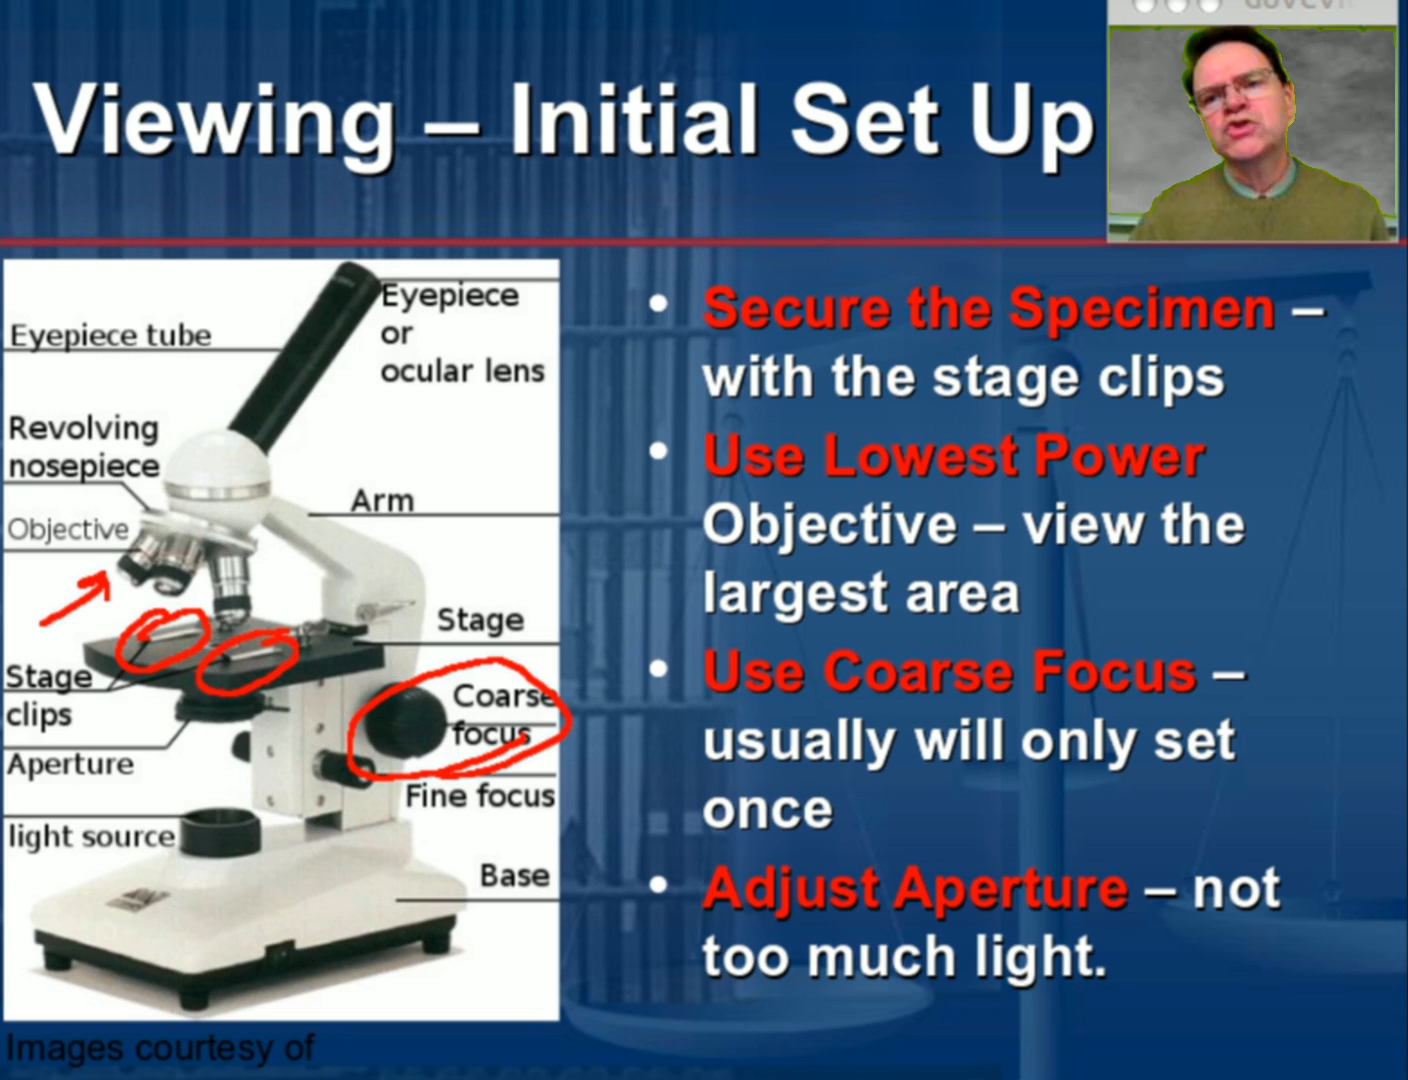 Viewing – Initial Set Up
Eyepiece
or
ocular lens
Eyepiece tube
Revolving
nosepiece
Arm
Objective
Stage
Stage
clips
Coarse
focus
Aperture
Fine focus
light source
Base
• Secure the Specimen –
with the stage clips
• Use Lowest Power
Objective – view the
largest area
• Use Coarse Focus –
usually will only set
once
• Adjust Aperture – not
too much light.
Images courtesy of